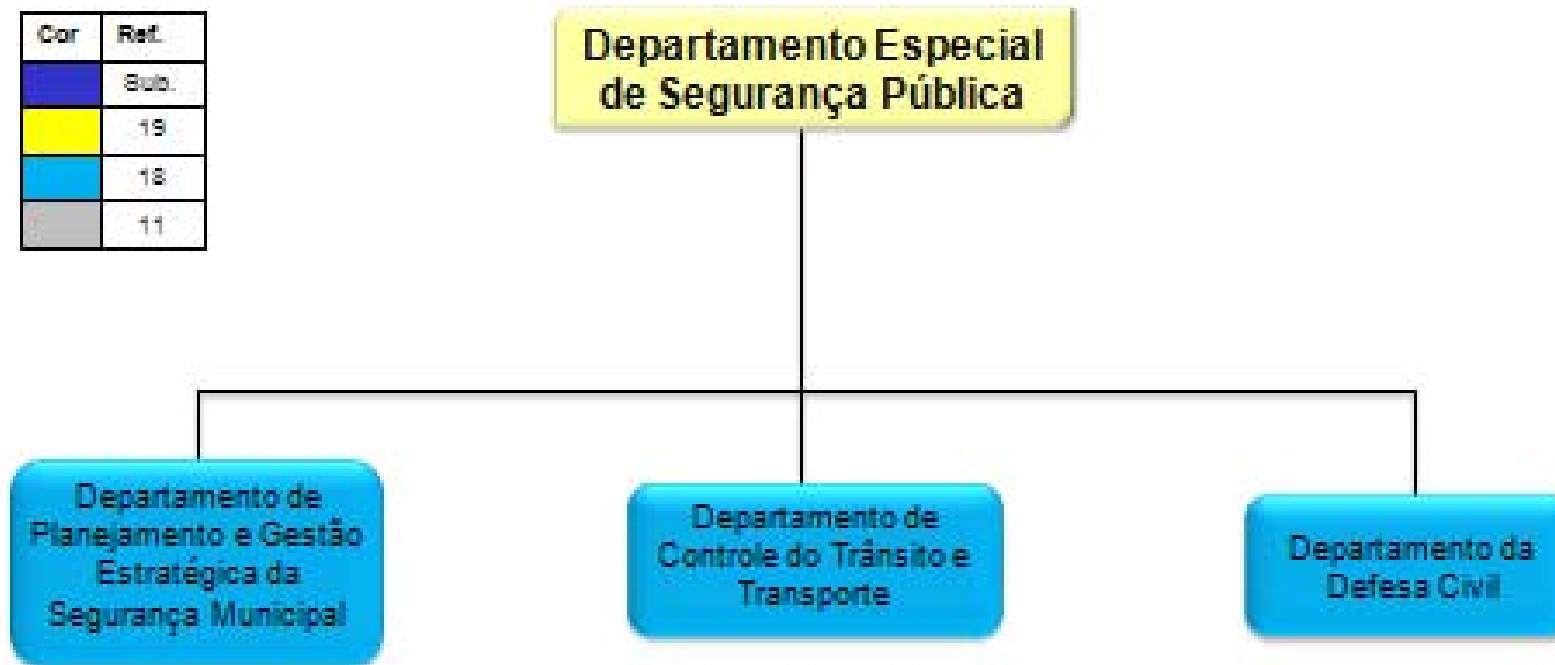 Cor Ref.
Sub.
19
18
11
Departamento Especial
de Segurança Pública
Departamento de
Planejamento e Gestão
Estratégica da
Segurança Municipal
Departamento de
Controle do Trânsito e
Transporte
Departamento da
Defesa Civil